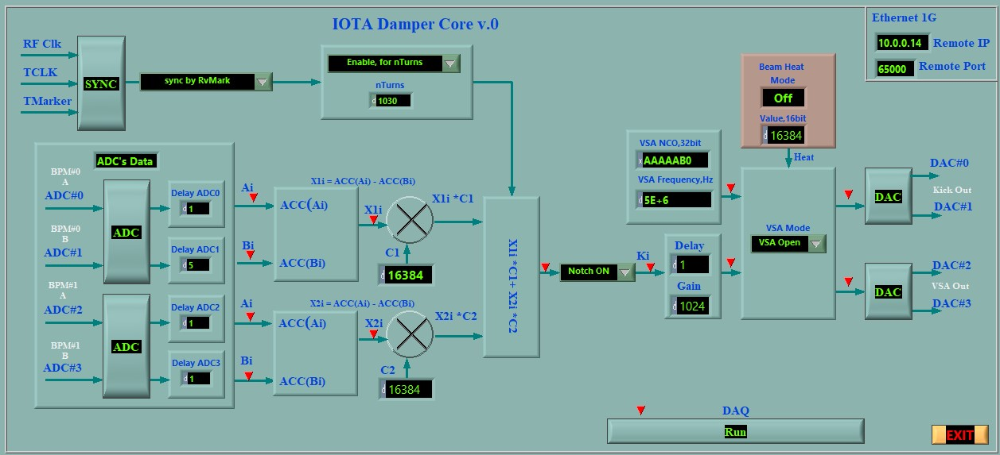 IOTA Damper Core v.0
Ethernet 1G
10.0.0.14 Remote IP
65000 Remote Port
RF Clk
TCLK
TMarker
SYNC
sync by RvMark
Enable, for nTurns
nTurns
d 1030
Beam Heat
Mode
Off
Value,16bit
d 16384
Heat
ADC's Data
BPM#0
A
ADC#0
BPM#0
B
ADC#1
ADC
Delay ADC0
d 1
Delay ADC1
d 5
BPM#1
A
ADC#2
BPM#1
B
ADC#3
ADC
Delay ADC2
d 1
Delay ADC3
d 1
Ai
Bi
X1i = ACC(Ai) - ACC(Bi)
ACC(Ai)
ACC(Bi)
X1i
C1
d 16384
X1i *C1
Ai
Bi
X2i = ACC(Ai) - ACC(Bi)
ACC(Ai)
ACC(Bi)
X2i
C2
d 16384
X2i *C2
X1i *C1+ X2i *C2
Notch ON
Ki
Delay
d 1
Gain
d 1024
VSA NCO,32bit
x AAAAAB0
VSA Frequency,Hz
d 5E+6
VSA Mode
VSA Open
DAC
DAC#0
Kick Out
DAC#1
DAC
DAC#2
VSA Out
DAC#3
DAQ
Run
EXIT